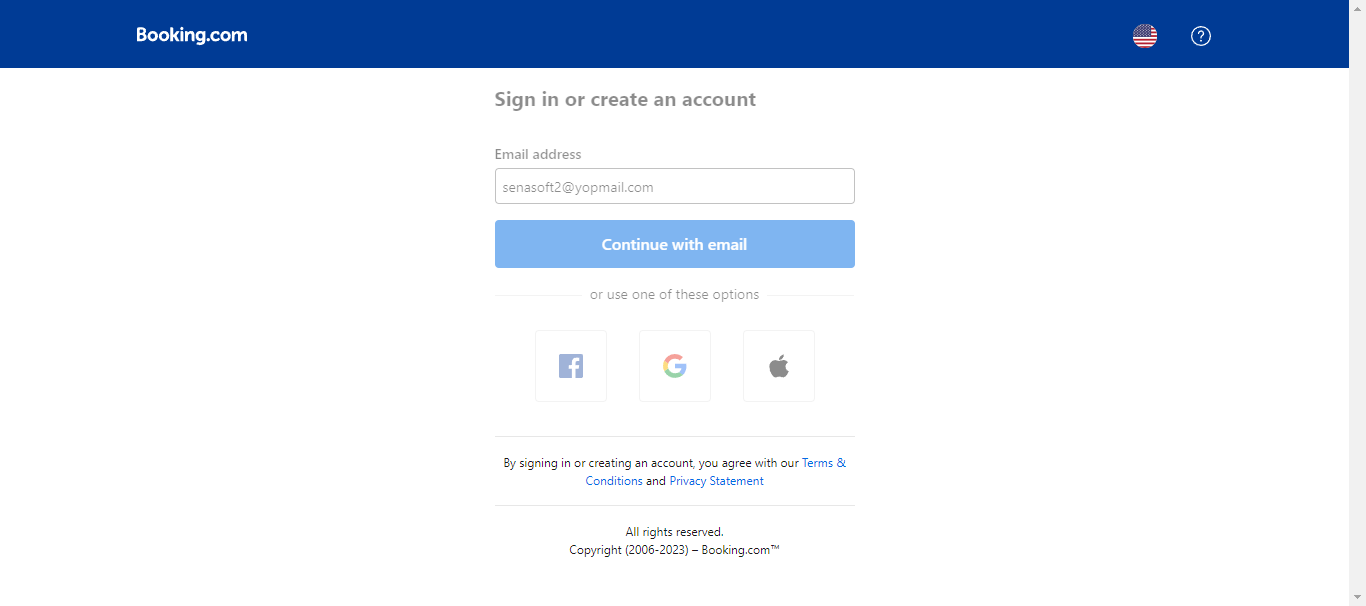 Booking.com
?
Sign in or create an account
Email address
senasoft2@yopmail.com
Continue with email
or use one of these options
By signing in or creating an account, you agree with our Terms &
Conditions and Privacy Statement
All rights reserved.
Copyright (2006-2023) – Booking.com™